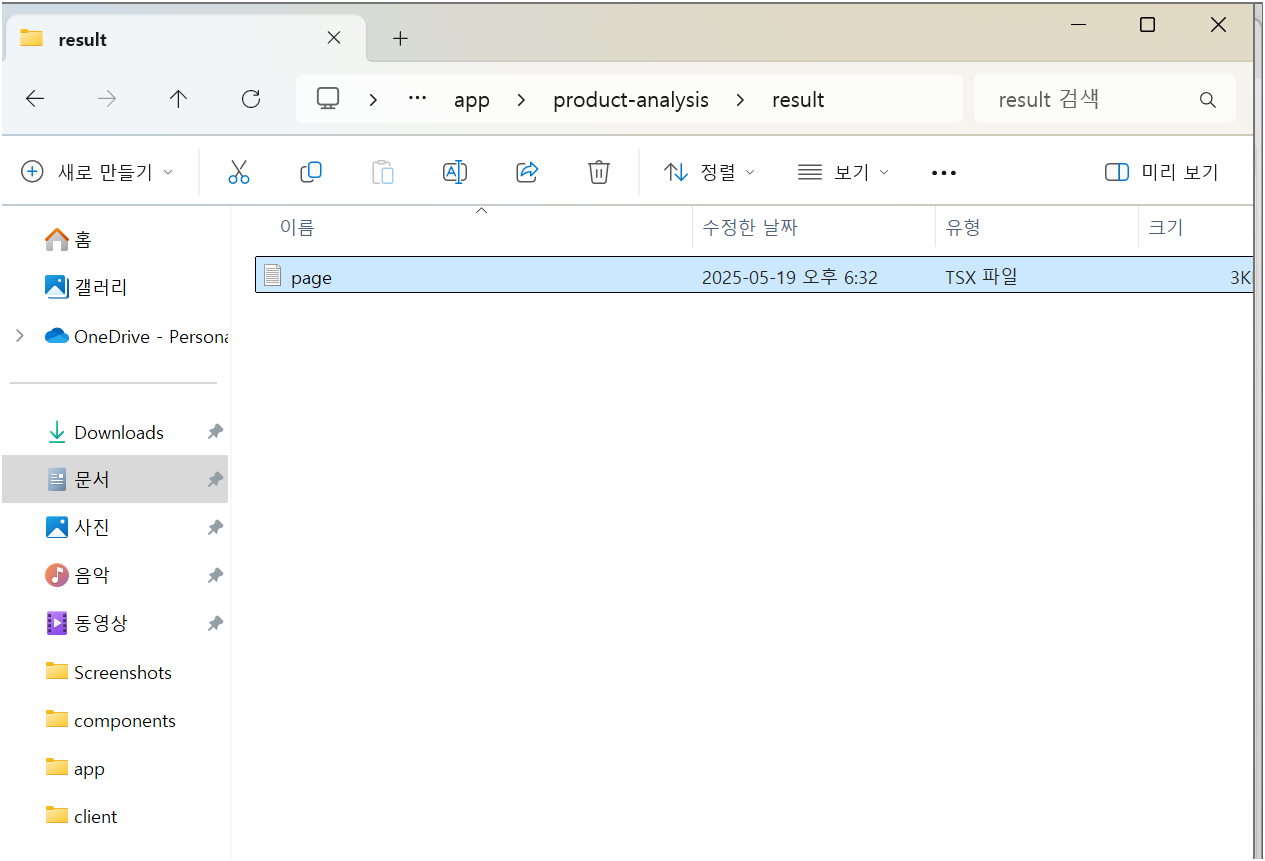 result
app > product-analysis > result
result 검색
새로 만들기
정렬
보기
미리 보기
이름 수정한 날짜 유형 크기
page 2025-05-19 오후 6:32 TSX 파일 3K
홈
갤러리
OneDrive - Persona
Downloads
문서
사진
음악
동영상
Screenshots
components
app
client